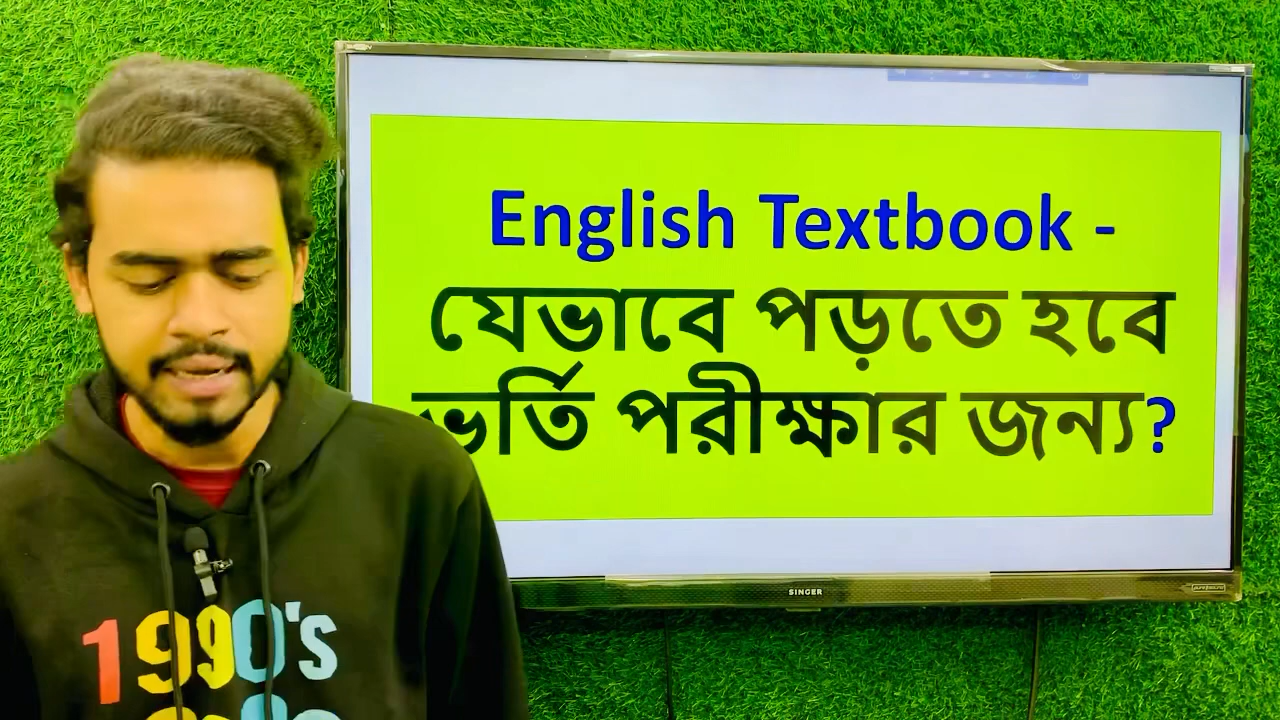 English Textbook -
যেভাবে পড়তে হবে
ভর্তি পরীক্ষার জন্য?
SINGER
1990's